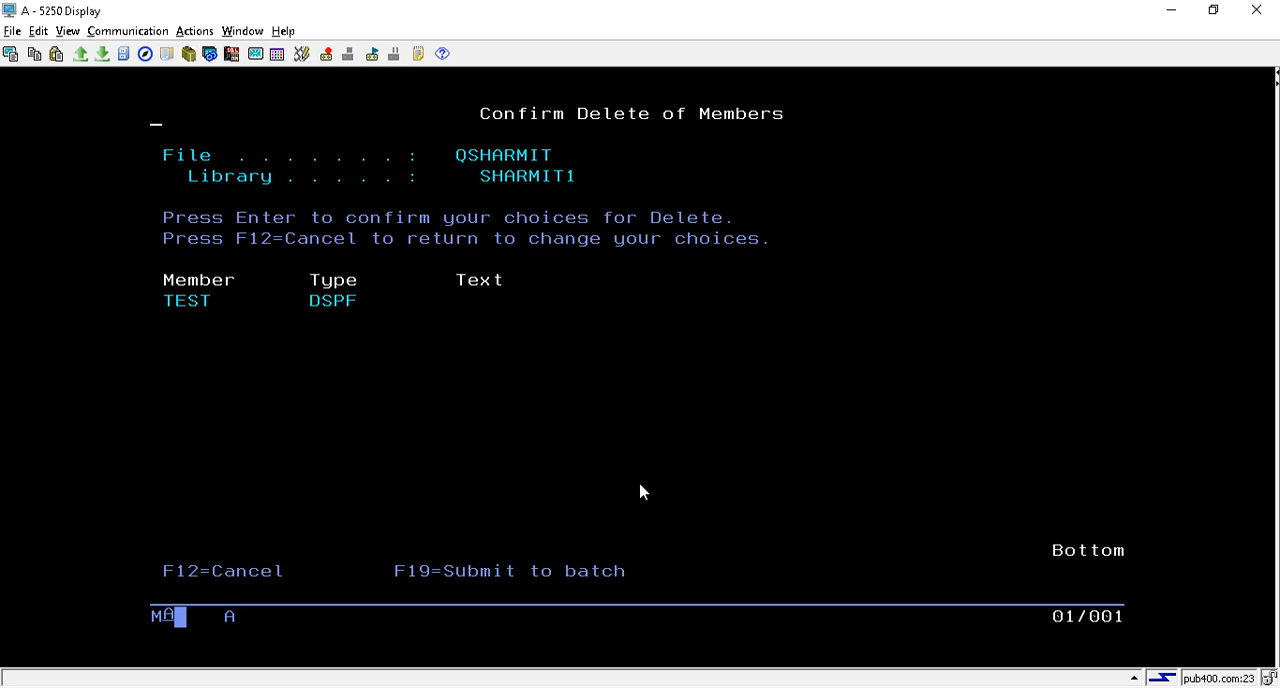 A - 5250 Display
File Edit View Communication Actions Window Help
Confirm Delete of Members
File . . . . . . . : QSHARMIT
Library . . . . . : SHARMIT1
Press Enter to confirm your choices for Delete.
Press F12=Cancel to return to change your choices.
Member Type Text
TEST DSPF
Bottom
F12=Cancel F19=Submit to batch
MA A 01/001
pub400.com:23